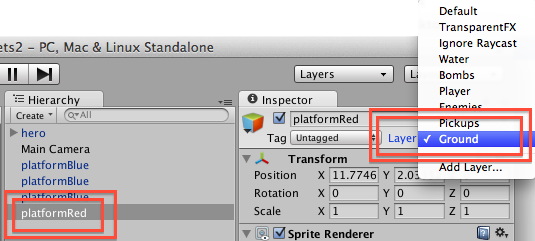 Default
TransparentFX
Ignore Raycast
Water
Bombs
Player
Enemies
Pickups
✓ Ground
Add Layer...
ets2 - PC, Mac & Linux Standalone
Layers
La
Hierarchy
Create
All
hero
Main Camera
platformBlue
platformBlue
platformBlue
platformRed
Inspector
platformRed
Tag Untagged Layer
Transform
Position X 11.7746 Y 2.03 Z
Rotation X 0 Y 0 Z 0
Scale X 1 Y 1 Z 1
Sprite Renderer